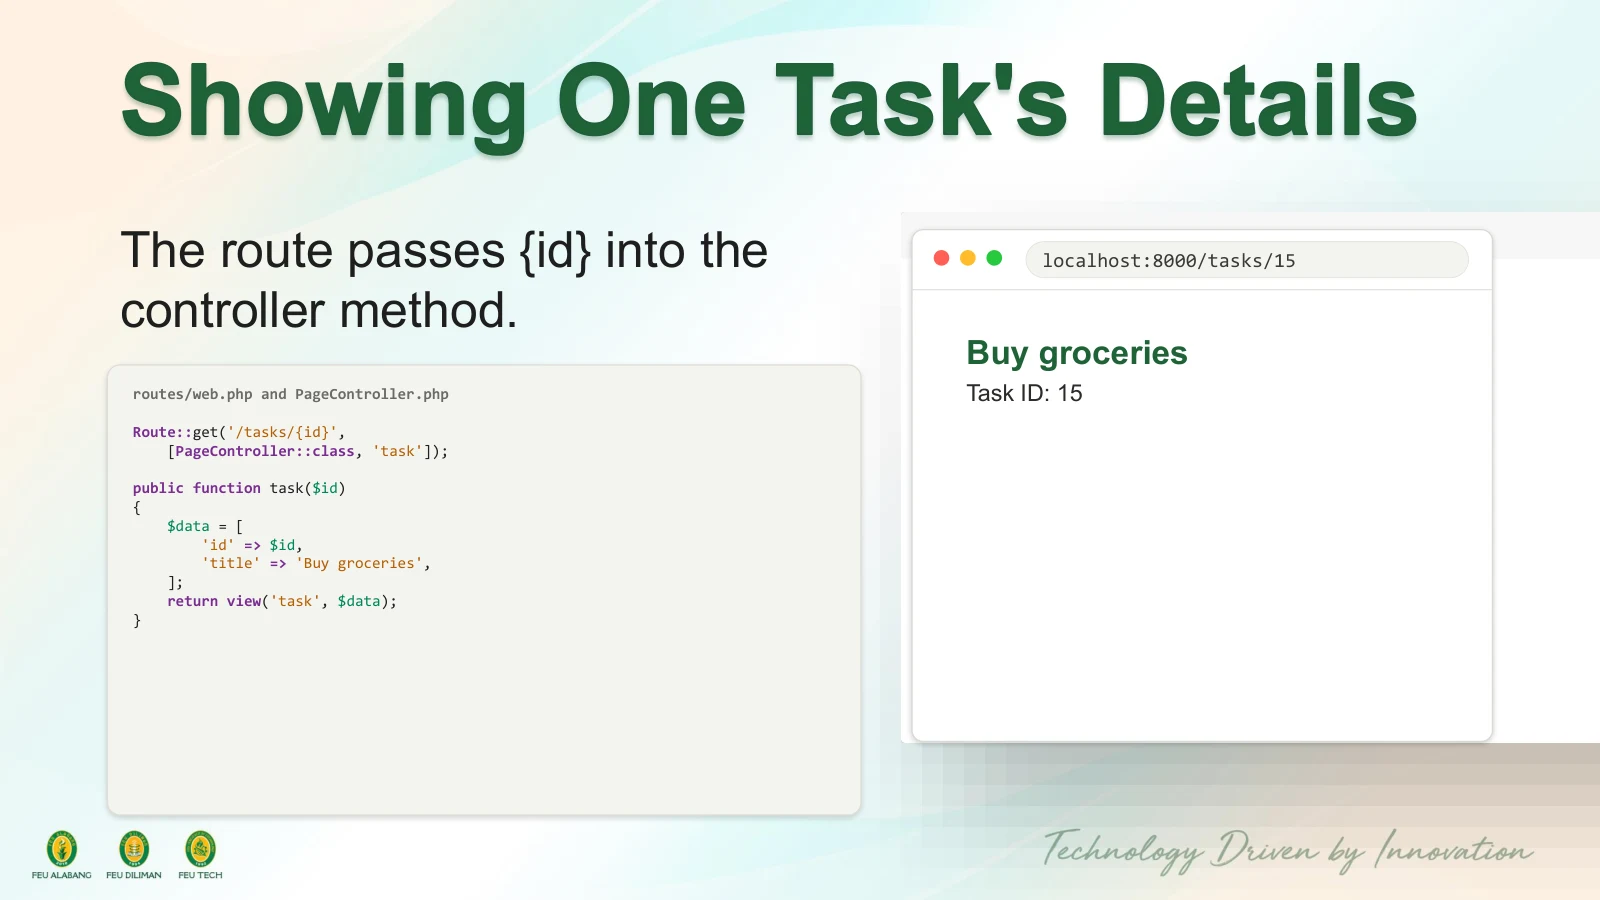 Showing One Task's Details
The route passes {id} into the
controller method.
routes/web.php and PageController.php
Route::get('/tasks/{id}',
    [PageController::class, 'task']);
public function task($id)
{
    $data = [
        'id' => $id,
        'title' => 'Buy groceries',
    ];
    return view('task', $data);
}
localhost:8000/tasks/15
Buy groceries
Task ID: 15
FEU ALABANG
FEU DILIMAN
FEU TECH
Technology Driven by Innovation